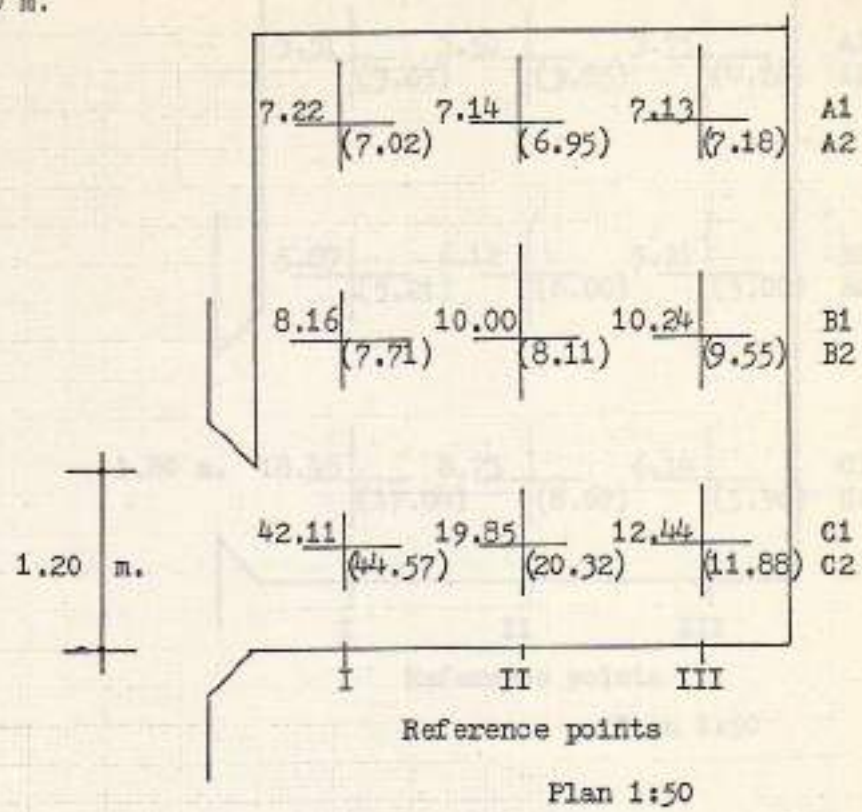 m.
7.22 7.14 7.13 A1
(7.02) (6.95) (7.18) A2
8.16 10.00 10.24 B1
(7.71) (8.11) (9.55) B2
42.11 19.85 12.44 C1
1.20 m. (44.57) (20.32) (11.88) C2
I II III
Reference points
Plan 1:50